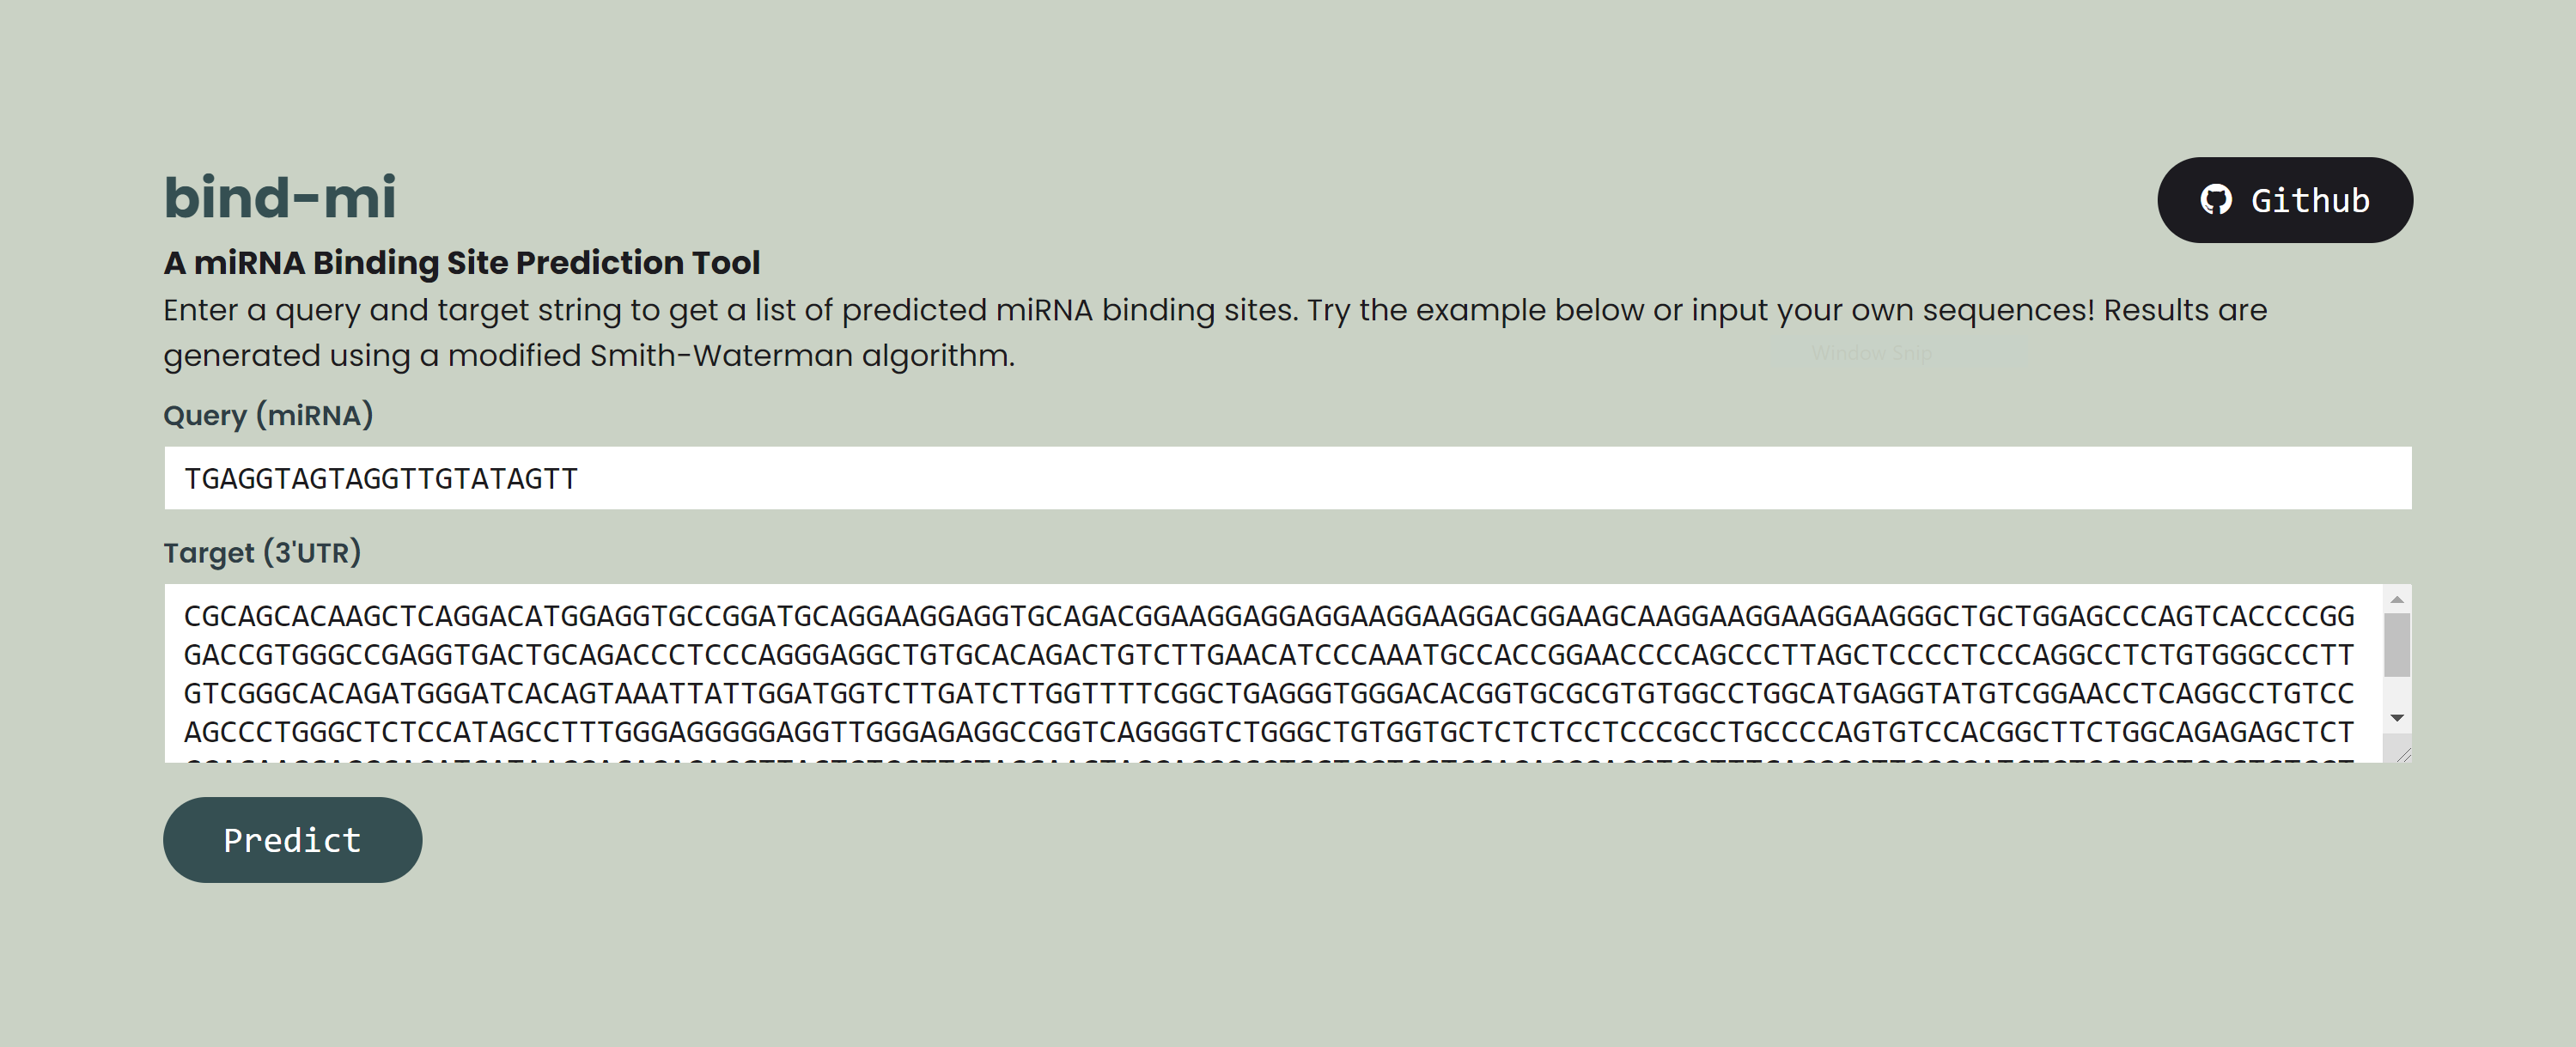 bind-mi
Github
A miRNA Binding Site Prediction Tool
Enter a query and target string to get a list of predicted miRNA binding sites. Try the example below or input your own sequences! Results are
generated using a modified Smith-Waterman algorithm.
Window Snip
Query (miRNA)
TGAGGTAGTAGGTTGTATAGTT
Target (3'UTR)
CGCAGCACAAGCTCAGGACATGGAGGTGCCGGATGCAGGAAGGAGGTGCAGACGGAAGGAGGAGGAAGGAAGGACGGAAGCAAGGAAGGAAGGAAGGGCTGCTGGAGCCCAGTCACCCCGG
GACCGTGGGCCGAGGTGACTGCAGACCCTCCCAGGGAGGCTGTGCACAGACTGTCTTGAACATCCCAAATGCCACCGGAACCCCAGCCCTTAGCTCCCCTCCCAGGCCTCTGTGGGCCCTT
GTCGGGCACAGATGGGATCACAGTAAATTATTGGATGGTCTTGATCTTGGTTTTCGGCTGAGGGTGGGACACGGTGCGCGTGTGGCCTGGCATGAGGTATGTCGGAACCTCAGGCCTGTCC
AGCCCTGGGCTCTCCATAGCCTTTGGGAGGGGGAGGTTGGGAGAGGCCGGTCAGGGGTCTGGGCTGTGGTGCTCTCTCCTCCCGCCTGCCCCAGTGTCCACGGCTTCTGGCAGAGAGCTCT
Predict